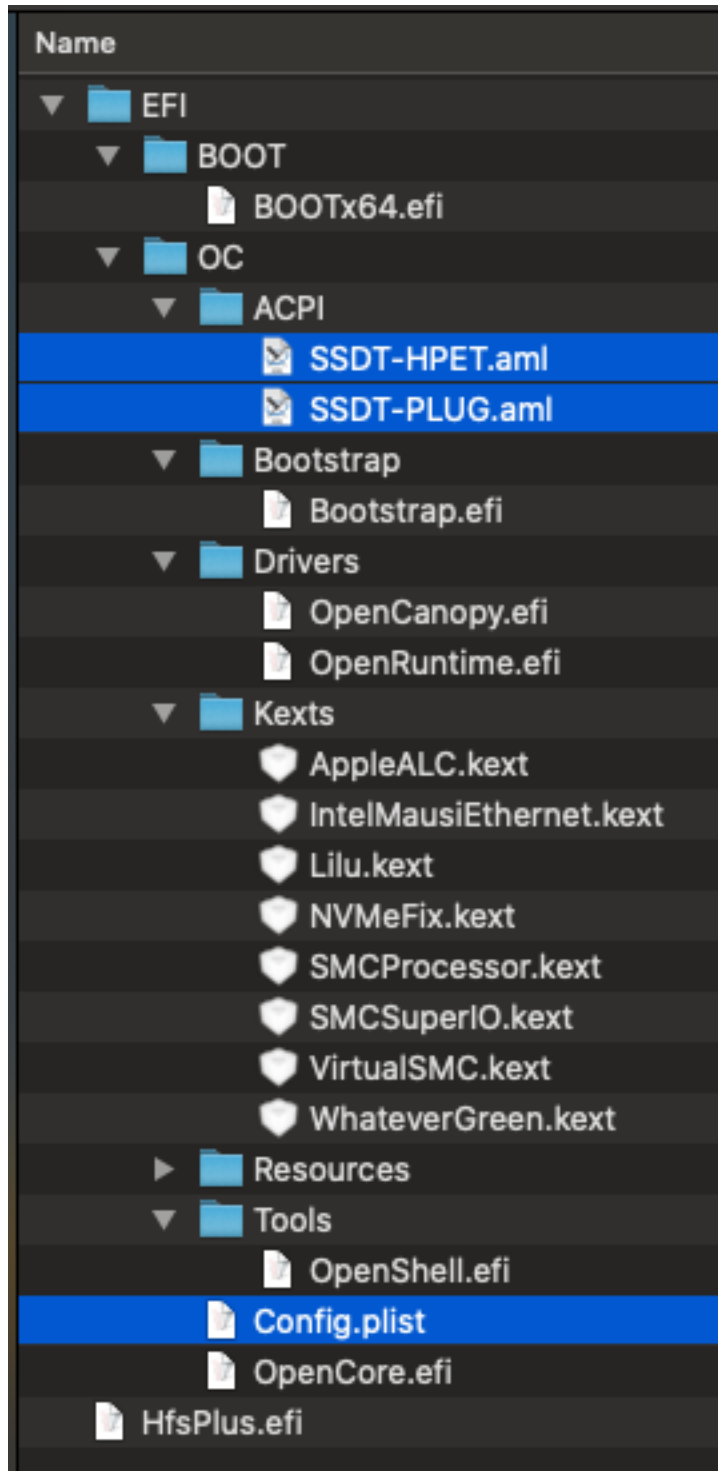 Name
EFI
BOOT
BOOTx64.efi
OC
ACPI
SSDT-HPET.aml
SSDT-PLUG.aml
Bootstrap
Bootstrap.efi
Drivers
OpenCanopy.efi
OpenRuntime.efi
Kexts
AppleALC.kext
IntelMausiEthernet.kext
Lilu.kext
NVMeFix.kext
SMCProcessor.kext
SMCSuperIO.kext
VirtualSMC.kext
WhateverGreen.kext
Resources
Tools
OpenShell.efi
Config.plist
OpenCore.efi
HfsPlus.efi